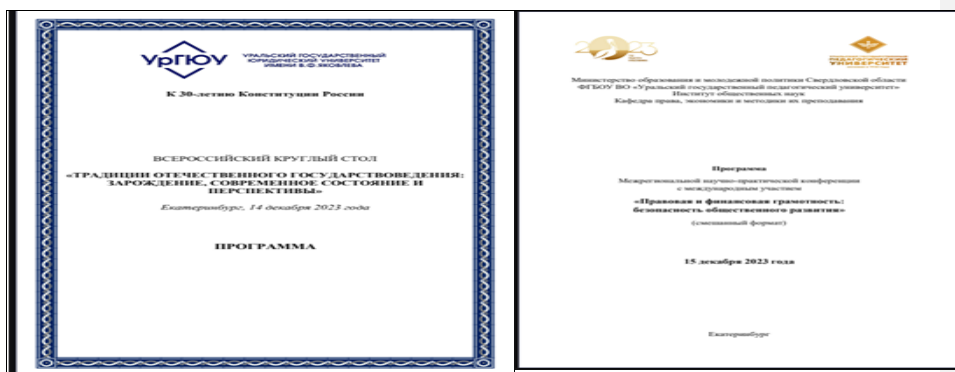 УрГЮУ
УРАЛЬСКИЙ ГОСУДАРСТВЕННЫЙ
ЮРИДИЧЕСКИЙ УНИВЕРСИТЕТ
ИМЕНИ В.Ф.ЯКОВЛЕВА
К 30-летию Конституции России
ВСЕРОССИЙСКИЙ КРУГЛЫЙ СТОЛ
«ТРАДИЦИИ ОТЕЧЕСТВЕННОГО ГОСУДАРСТВОВЕДЕНИЯ:
ЗАРОЖДЕНИЕ, СОВРЕМЕННОЕ СОСТОЯНИЕ И
ПЕРСПЕКТИВЫ»
Екатеринбург, 14 декабря 2023 года
ПРОГРАММА
2023
ПЕДАГОГИЧЕСКИЙ
УНИВЕРСИТЕТ
Министерство образования и молодежной политики Свердловской области
ФГБОУ ВО «Уральский государственный педагогический университет»
Институт общественных наук
Кафедра права, экономики и методики их преподавания
Программа
Межрегиональной научно-практической конференции
с международным участием
«Правовая и финансовая грамотность:
безопасность общественного развития»
(смешанный формат)
15 декабря 2023 года
Екатеринбург